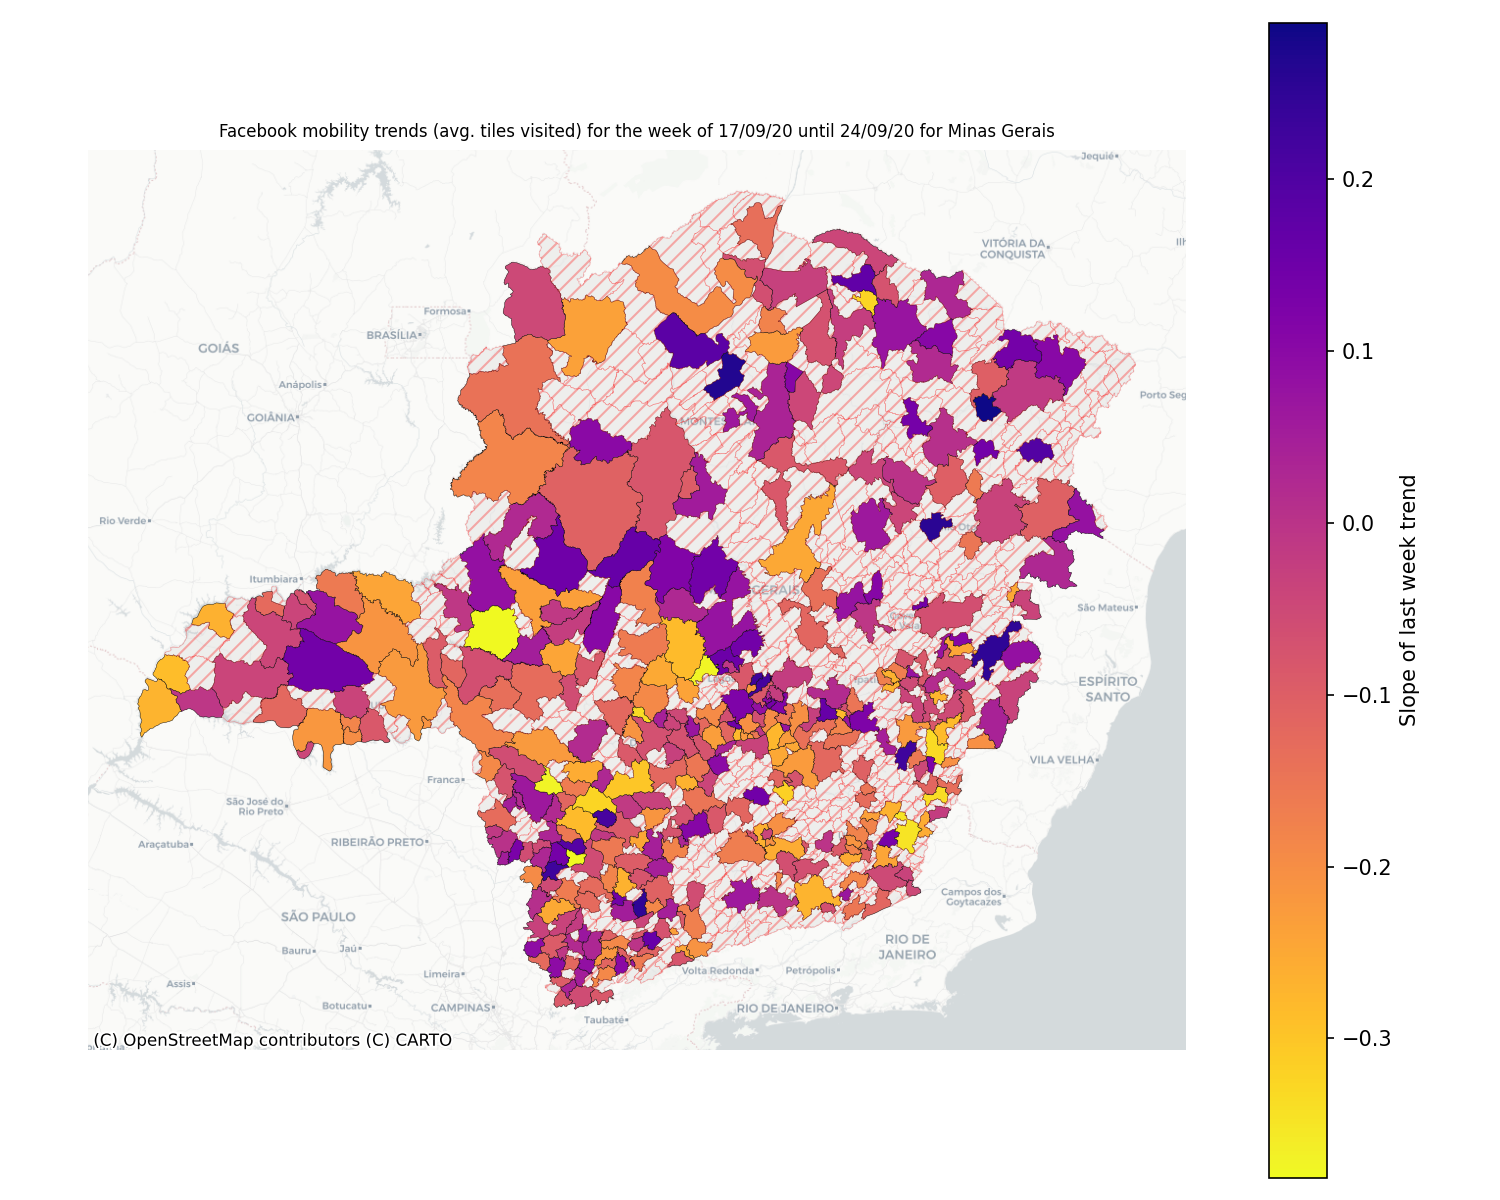 Facebook mobility trends (avg. tiles visited) for the week of 17/09/20 until 24/09/20 for Minas Gerais
Jequié
VITÓRIA DA
CONQUISTA
Ilh
Formosa
BRASÍLIA
GOIÁS
Anápolis
Porto Seg
GOIÂNIA
MONTES
Rio Verde
Itumbiara
GERAIS
São Mateus
ESPÍRITO
SANTO
VILA VELHA
Franca
São José do
Rio Preto
RIBEIRÃO PRETO
Araçatuba
Campos dos
Goytacazes
SÃO PAULO
RIO DE
JANEIRO
Bauru
Jaú
Volta Redonda
Petrópolis
Limeira
Assis
Botucatu
CAMPINAS
RIO DE JANEIRO
Taubaté
(C) OpenStreetMap contributors (C) CARTO
0.2
0.1
0.0
−0.1
−0.2
−0.3
Slope of last week trend